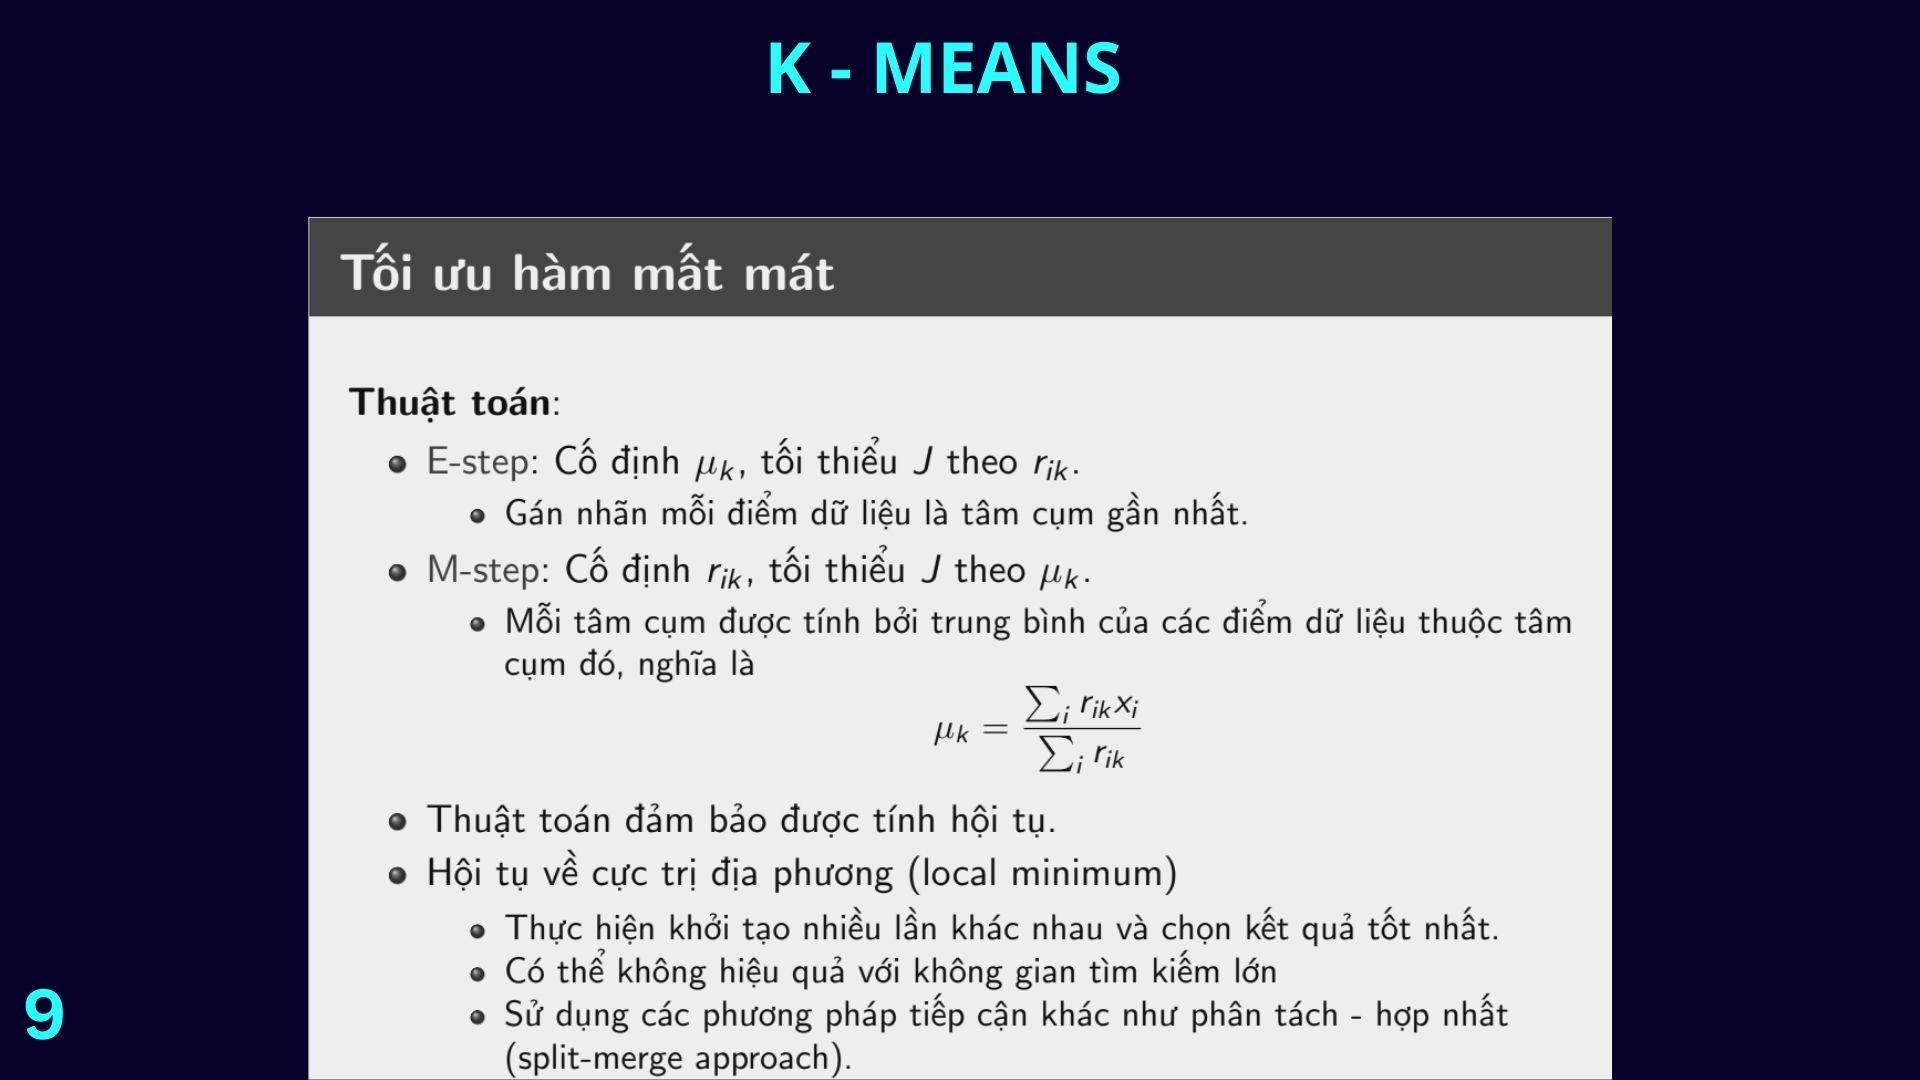 K - MEANS
Tối ưu hàm mất mát
Thuật toán:
E-step: Cố định μ_k, tối thiểu J theo r_ik.
Gán nhãn mỗi điểm dữ liệu là tâm cụm gần nhất.
M-step: Cố định r_ik, tối thiểu J theo μ_k.
Mỗi tâm cụm được tính bởi trung bình của các điểm dữ liệu thuộc tâm
cụm đó, nghĩa là
μ_k = ∑_i r_ik x_i / ∑_i r_ik
Thuật toán đảm bảo được tính hội tụ.
Hội tụ về cực trị địa phương (local minimum)
Thực hiện khởi tạo nhiều lần khác nhau và chọn kết quả tốt nhất.
Có thể không hiệu quả với không gian tìm kiếm lớn
Sử dụng các phương pháp tiếp cận khác như phân tách - hợp nhất
(split-merge approach).
9